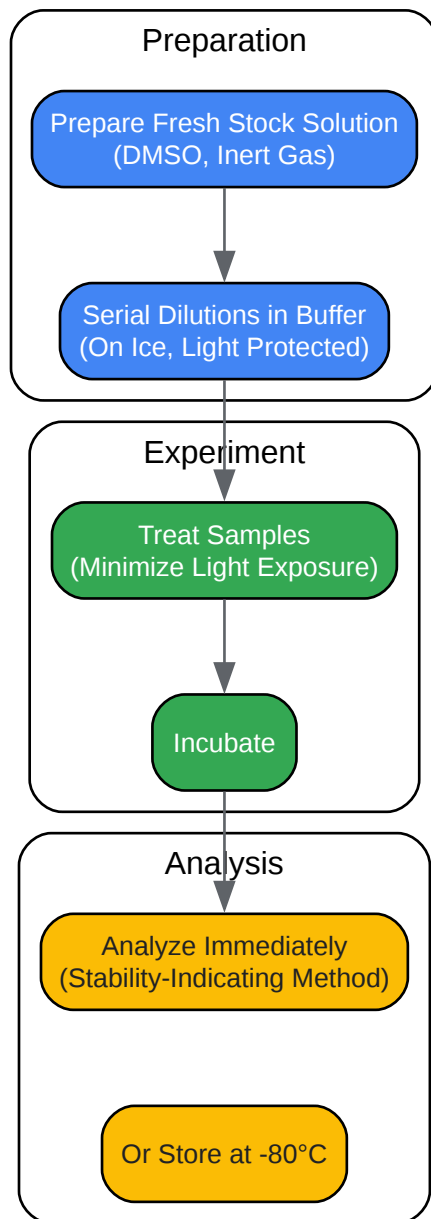 Preparation
Prepare Fresh Stock Solution
(DMSO, Inert Gas)
Serial Dilutions in Buffer
(On Ice, Light Protected)
Experiment
Treat Samples
(Minimize Light Exposure)
Incubate
Analysis
Analyze Immediately
(Stability-Indicating Method)
Or Store at -80°C